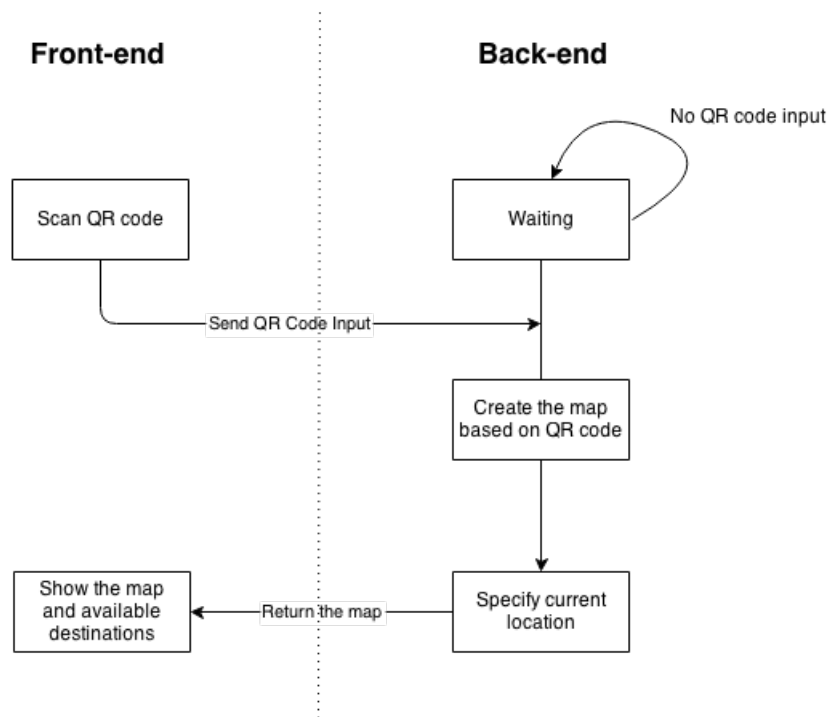 Front-end
Back-end
No QR code input
Scan QR code
Waiting
Send QR Code Input
Create the map
based on QR code
Show the map
and available
destinations
Return the map
Specify current
location